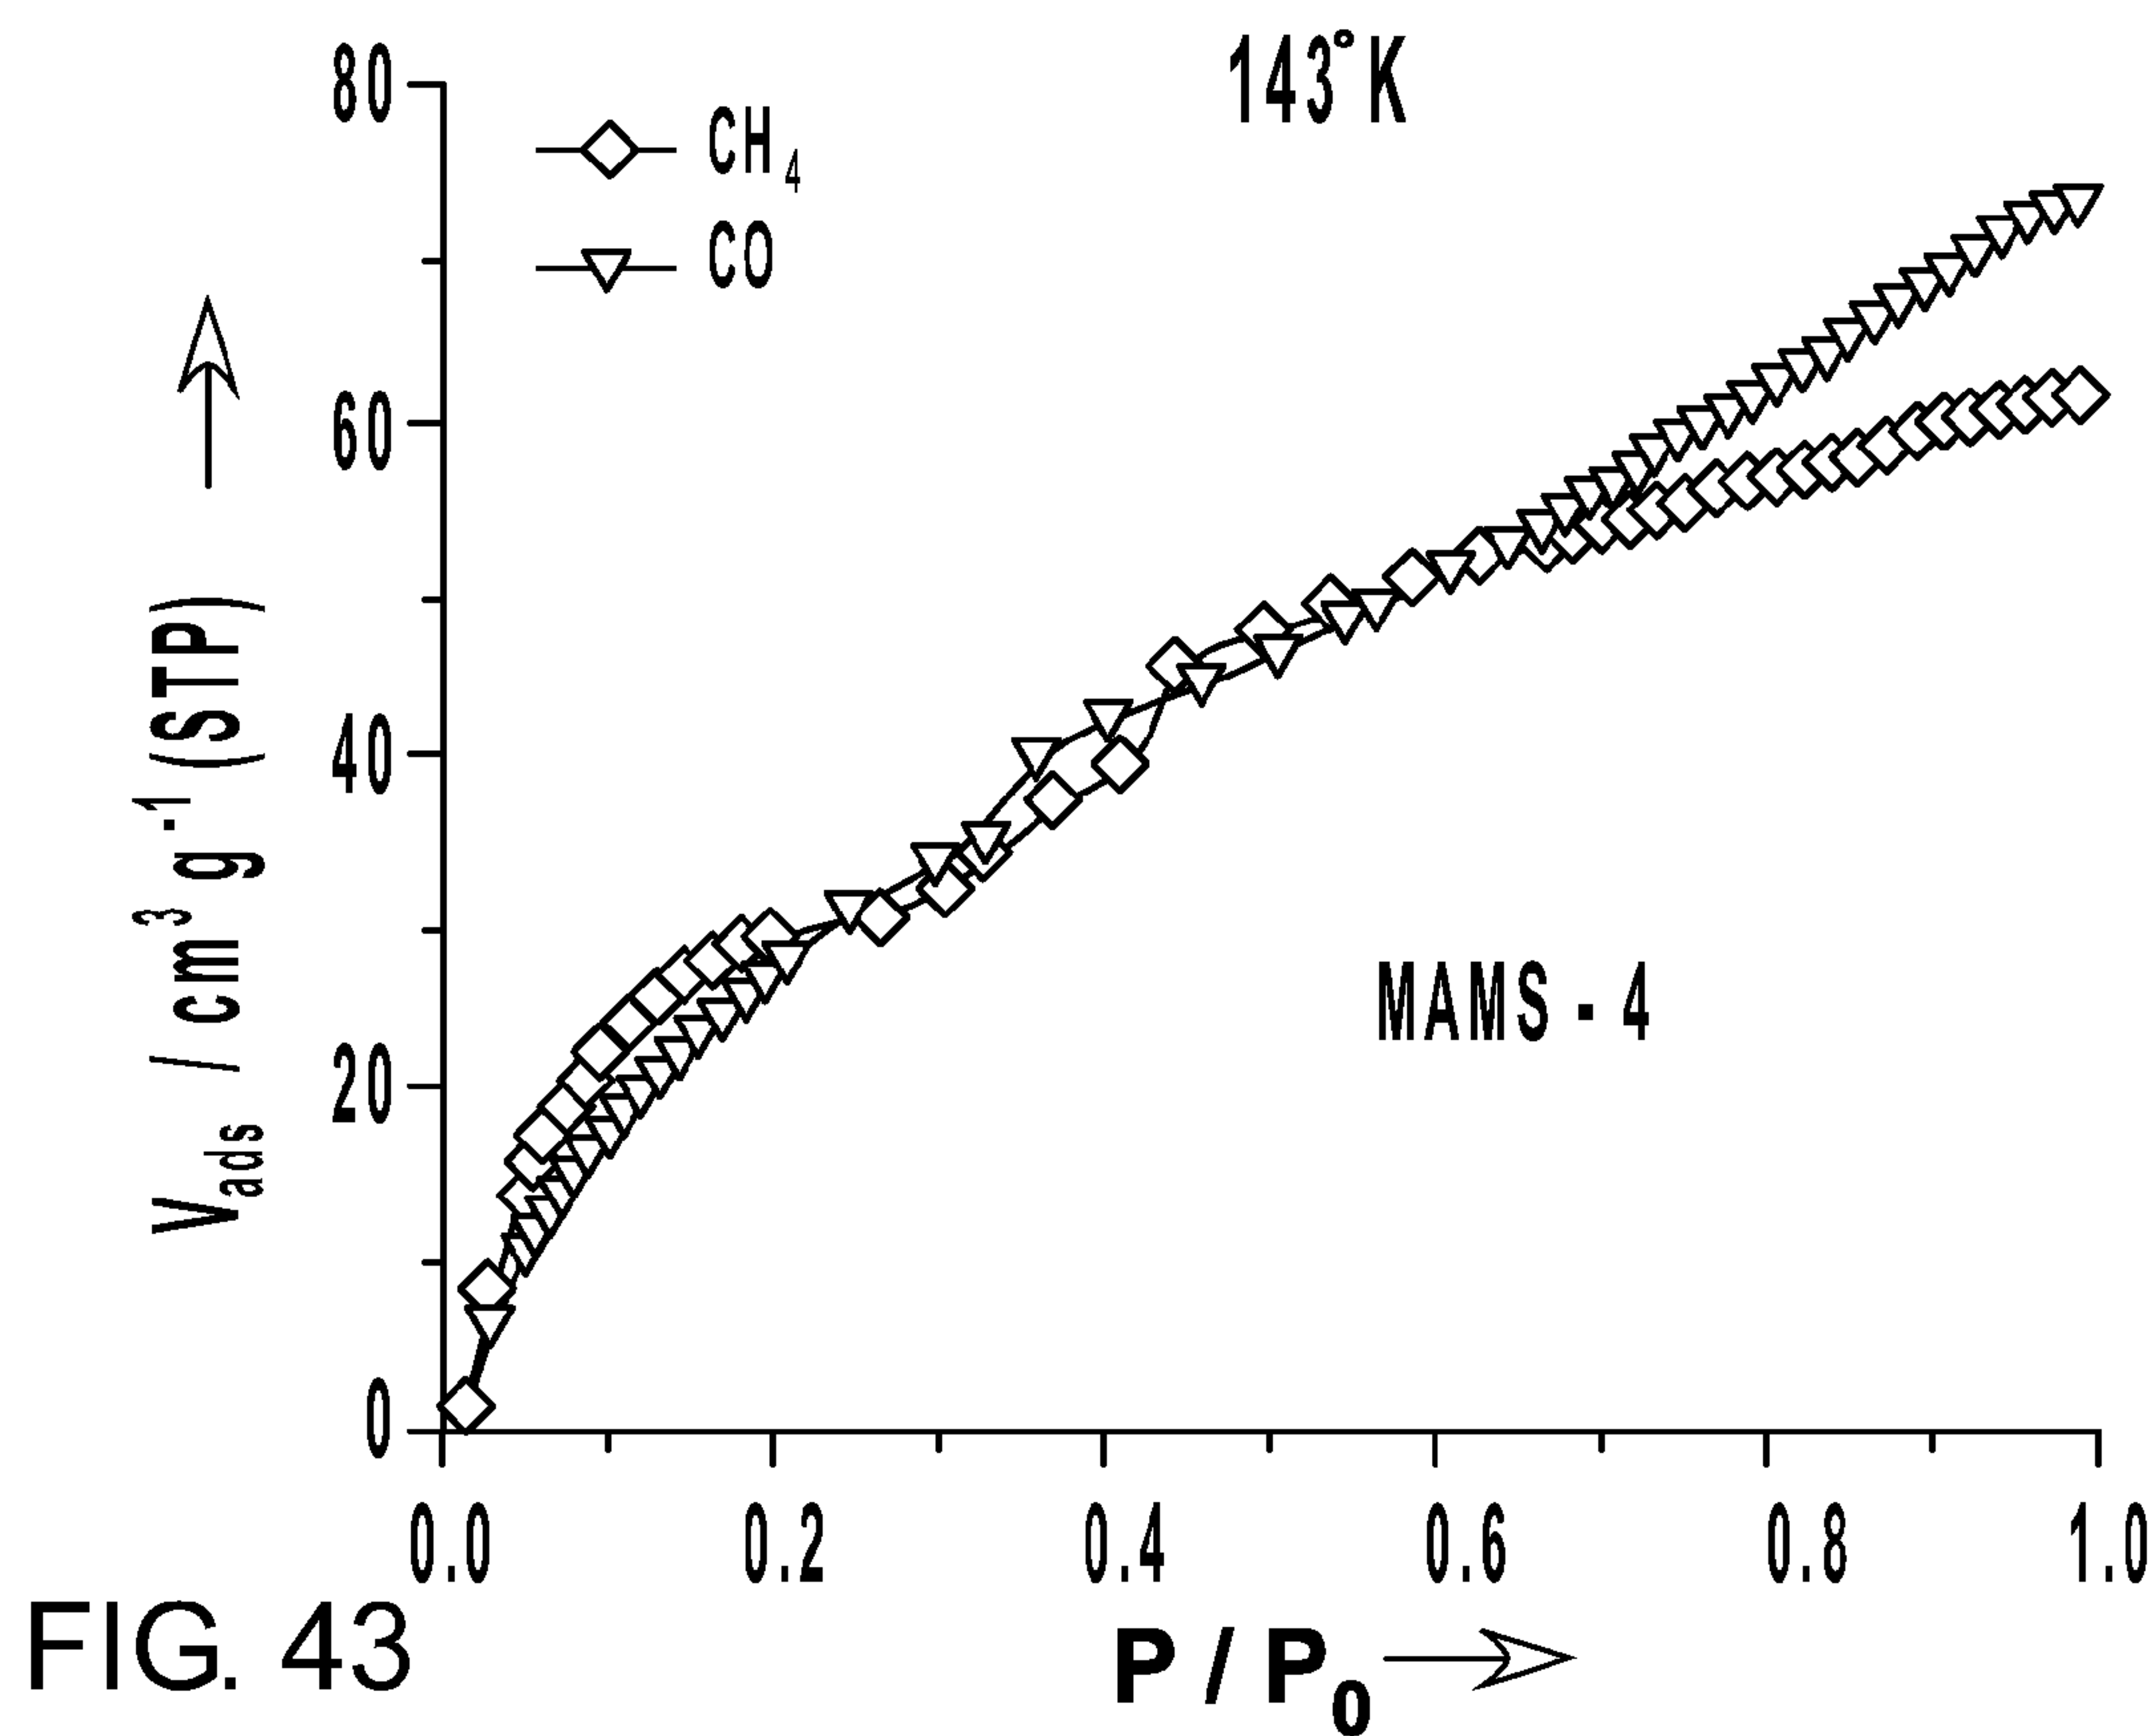 143°K
CH₄
CO
80
60
40
20
0
V_ads / cm³ g⁻¹ (STP)
MAMS - 4
0.0 0.2 0.4 0.6 0.8 1.0
P / P₀
FIG. 43